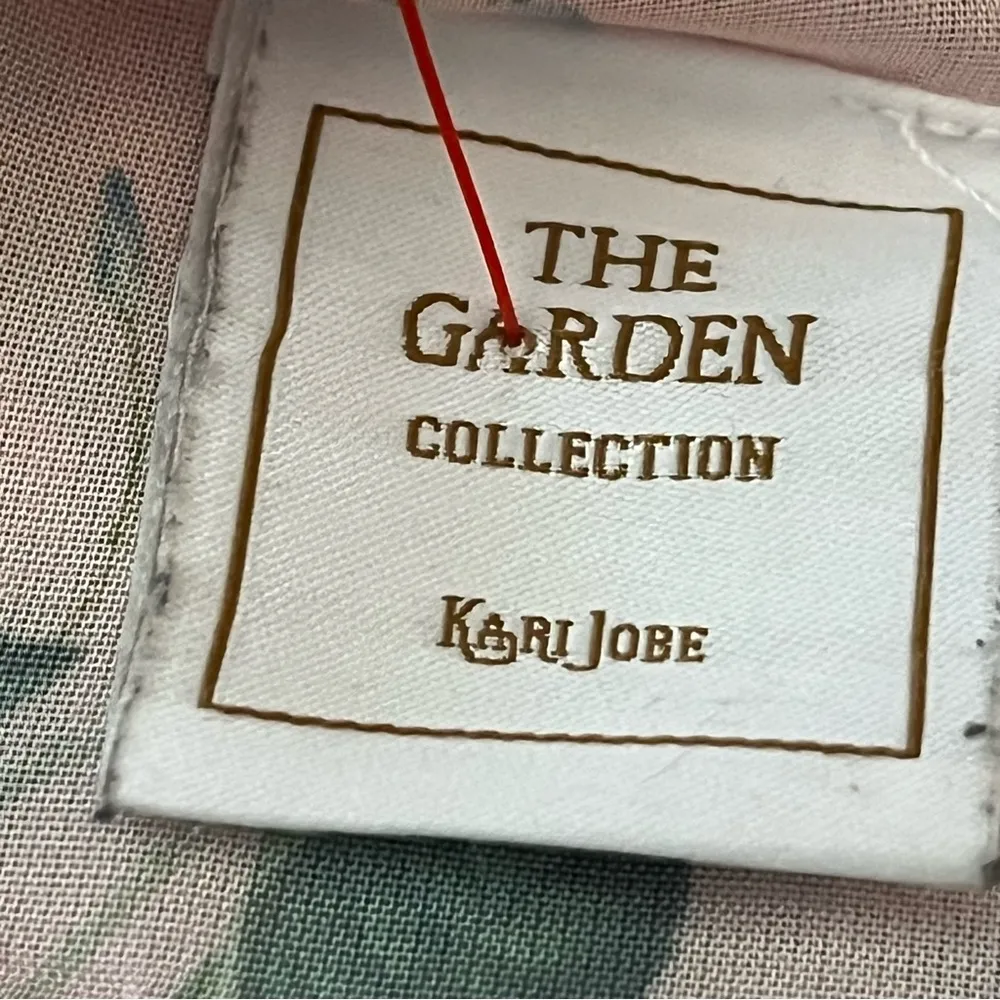 THE
GARDEN
COLLECTION
KARI JOBE